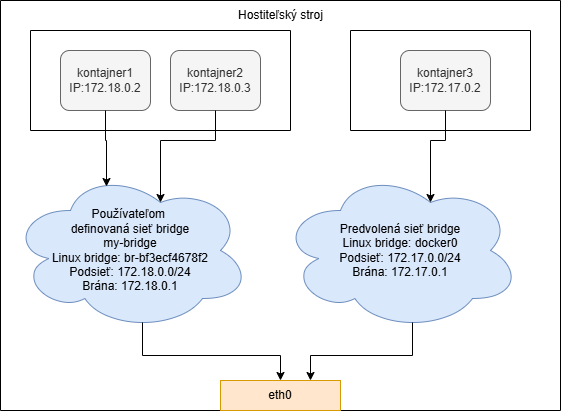 Hostiteľský stroj
kontajner1
IP:172.18.0.2
kontajner2
IP:172.18.0.3
kontajner3
IP:172.17.0.2
Používateľom
definovaná sieť bridge
my-bridge
Linux bridge: br-bf3ecf4678f2
Podsieť: 172.18.0.0/24
Brána: 172.18.0.1
Predvolená sieť bridge
Linux bridge: docker0
Podsieť: 172.17.0.0/24
Brána: 172.17.0.1
eth0